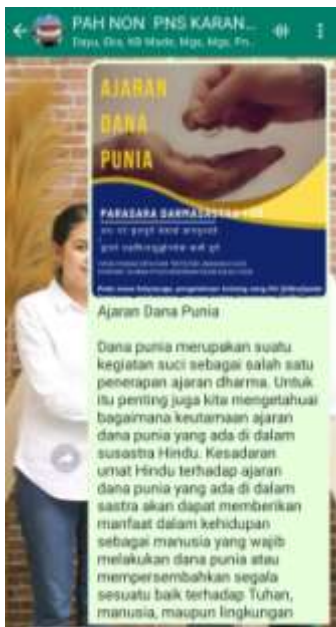 PAH NON PNS KARAN...
AJARAN
DANA
PUNIA
PARASARA DARMASASTRA
Ajaran Dana Punia
Dana punia merupakan suatu
kegiatan suci sebagai salah satu
penerapan ajaran dharma. Untuk
itu penting juga kita mengetahuai
bagaimana keutamaan ajaran
dana punia yang ada di dalam
susastra Hindu. Kesadaran
umat Hindu terhadap ajaran
dana punia yang ada di dalam
sastra akan dapat memberikan
manfaat dalam kehidupan
sebagai manusia yang wajib
melakukan dana punia atau
mempersembahkan segala
sesuatu baik terhadap Tuhan,
manusia, maupun lingkungan